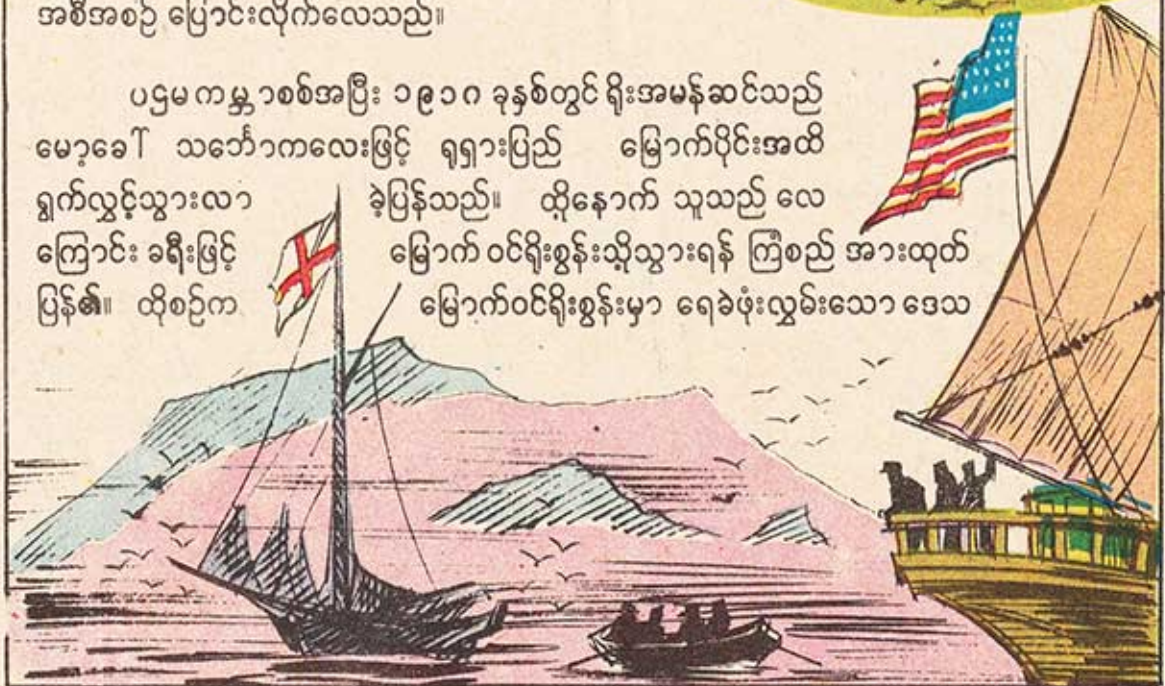 အစီအစဉ် ပြောင်းလိုက်လေသည်။
ပဌမကမ္ဘာစစ်အပြီး ၁၉၁၈ ခုနှစ်တွင် ရိုးအမန်ဆင်သည်
မော့ခေါ် သင်္ဘောကလေးဖြင့် ရုရှားပြည် မြောက်ပိုင်းအထိ
ရွက်လွှင့်သွားလာ ခဲ့ပြန်သည်။ ထို့နောက် သူသည် လေ
ကြောင်း ခရီးဖြင့် မြောက်ဝင်ရိုးစွန်းသို့သွားရန် ကြံစည် အားထုတ်
ပြန်၏။ ထိုစဉ်က မြောက်ဝင်ရိုးစွန်းမှာ ရေခဲဖုံးလွှမ်းသော ဒေသ